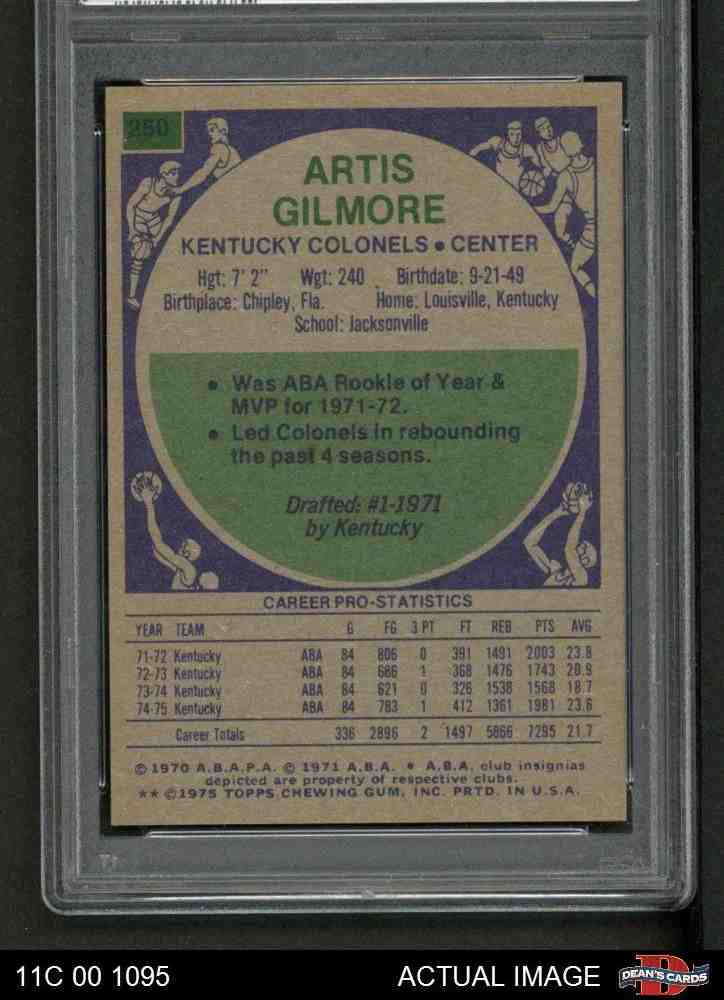 250
ARTIS
GILMORE
KENTUCKY COLONELS • CENTER
Hgt: 7' 2" Wgt: 240 Birthdate: 9-21-49
Birthplace: Chipley, Fla. Home: Louisville, Kentucky
School: Jacksonville
• Was ABA Rookie of Year &
MVP for 1971-72.
• Led Colonels in rebounding
the past 4 seasons.
Drafted: #1-1971
by Kentucky
CAREER PRO-STATISTICS
YEAR TEAM G FG 3 PT FT REB PTS AVG
71-72 Kentucky ABA 84 806 0 391 1491 2003 23.8
72-73 Kentucky ABA 84 686 1 368 1476 1743 20.9
73-74 Kentucky ABA 84 621 0 326 1538 1568 18.7
74-75 Kentucky ABA 84 783 1 412 1361 1981 23.6
Career Totals 336 2896 2 1497 5866 7295 21.7
© 1970 A.B.A.P.A. © 1971 A.B.A. • A.B.A. club insignias
depicted are property of respective clubs.
** ©1975 TOPPS CHEWING GUM, INC. PRTD. IN U.S.A.
11C 00 1095 ACTUAL IMAGE DEAN'S CARDS